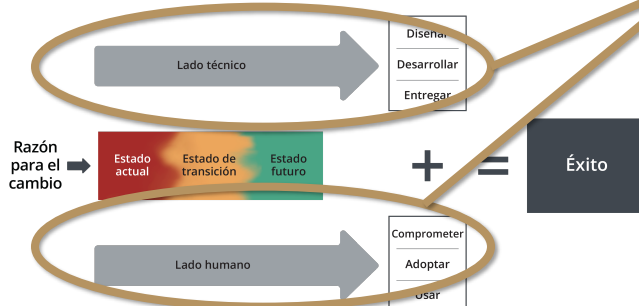 Lado técnico
Diseñar
Desarrollar
Entregar
Razón
para el
cambio
Estado
actual
Estado de
transición
Estado
futuro
+
=
Éxito
Lado humano
Comprometer
Adoptar
Usar